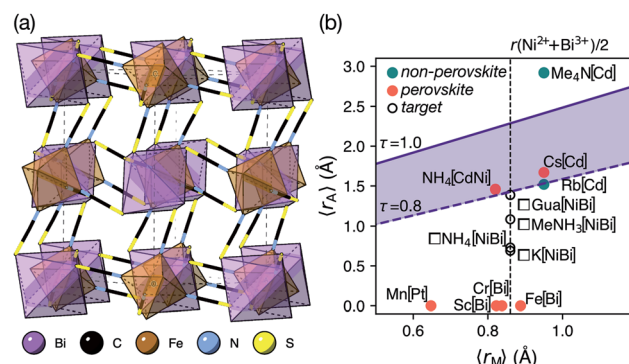 (a)
Bi
C
Fe
N
S
(b)
r(Ni²⁺+Bi³⁺)/2
3.0
2.5
2.0
1.5
1.0
0.5
0.0
⟨r_A⟩ (Å)
non-perovskite
perovskite
target
Me₄N[Cd]
τ=1.0
Cs[Cd]
NH₄[CdNi]
Rb[Cd]
τ=0.8
□Gua[NiBi]
□MeNH₃[NiBi]
□NH₄[NiBi]
□K[NiBi]
Mn[Pt]
Cr[Bi]
Sc[Bi]
Fe[Bi]
0.6
0.8
1.0
⟨r_M⟩ (Å)